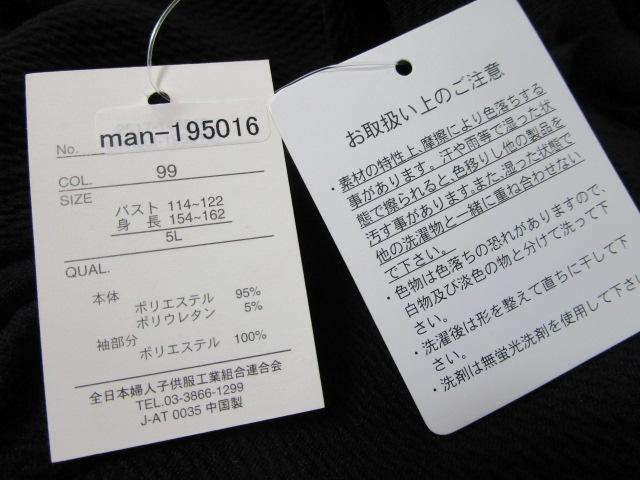 No.
man-195016
COL. 99
SIZE
バスト 114~122
身 長 154~162
5L
QUAL.
本体
ポリエステル 95%
ポリウレタン 5%
袖部分
ポリエステル 100%
全日本婦人子供服工業組合連合会
TEL.03-3866-1299
J-AT 0035 中国製
お取扱い上のご注意
・素材の特性上、摩擦により色落ちする
事があります。汗や雨等で湿った状
態で擦られると、色移りし他の製品を
汚す事があります。また、湿った状態で
他の洗濯物と一緒に重ね合わせない
で下さい。
・色物は色落ちの恐れがありますので、
白物及び淡色の物と分けて洗って下
さい。
・洗濯後は形を整えて直ちに干して下
さい。
・洗剤は無蛍光洗剤を使用して下さい